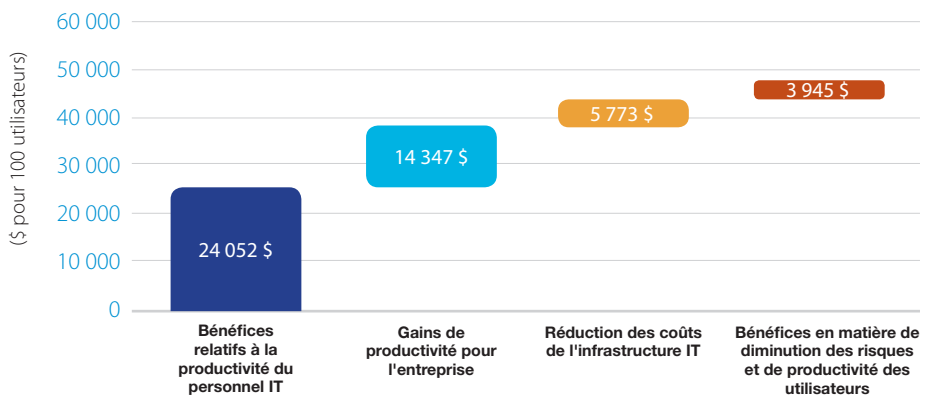 60 000
50 000
40 000
30 000
20 000
10 000
0
($ pour 100 utilisateurs)
24 052 $
14 347 $
5 773 $
3 945 $
Bénéfices
relatifs à la
productivité du
personnel IT
Gains de
productivité pour
l'entreprise
Réduction des coûts
de l'infrastructure IT
Bénéfices en matière de
diminution des risques
et de productivité des
utilisateurs